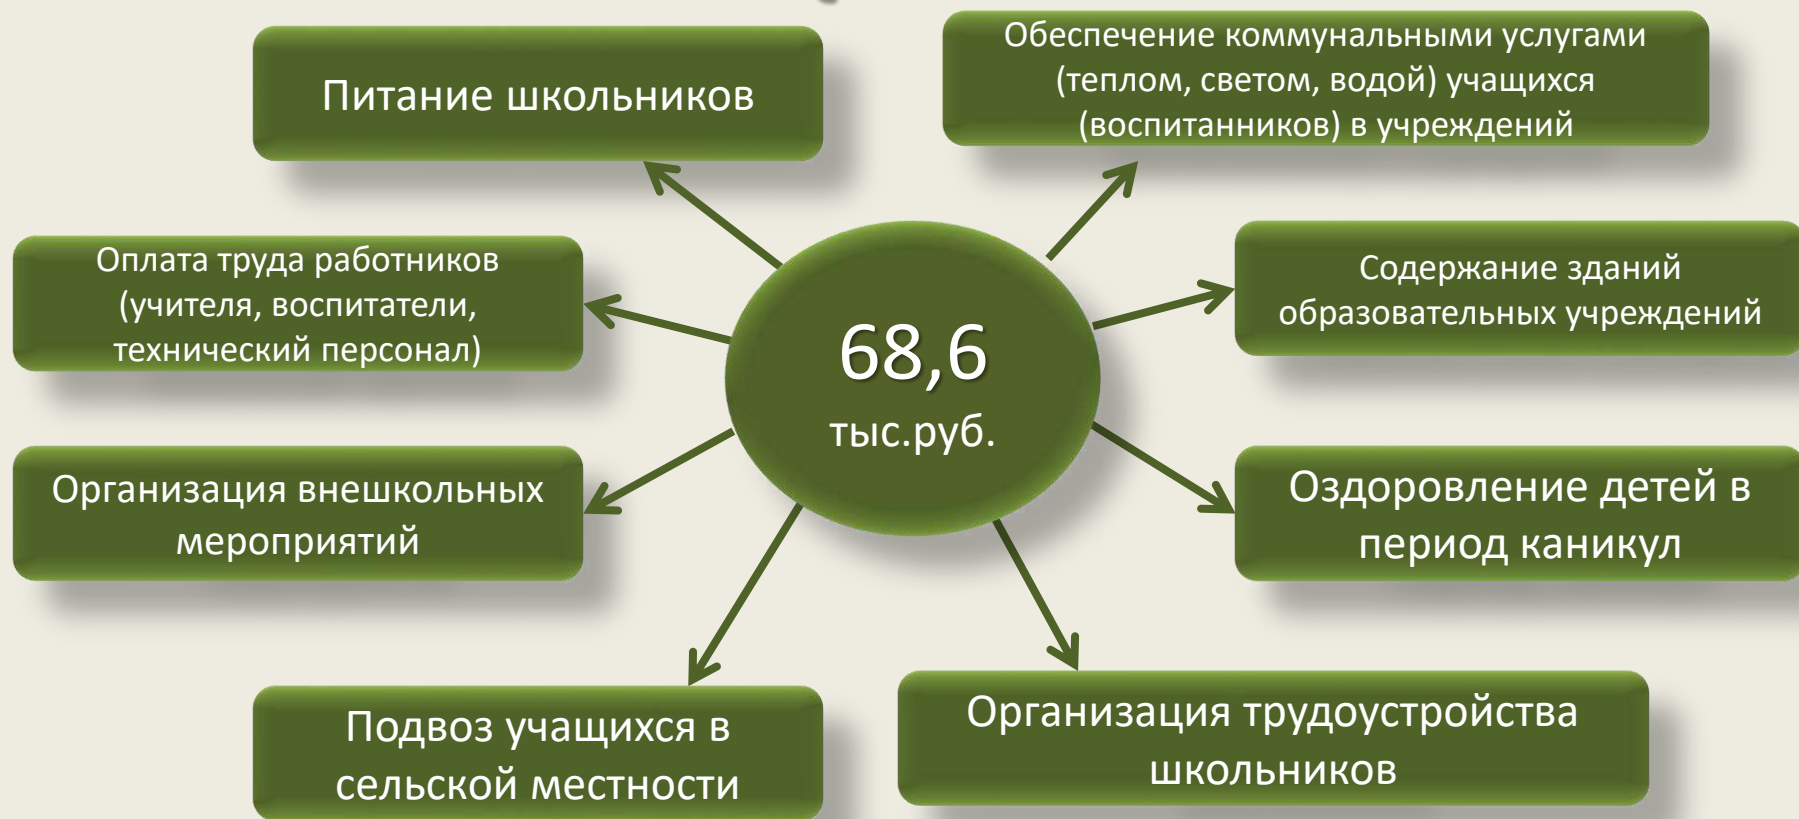 Питание школьников
Обеспечение коммунальными услугами
(теплом, светом, водой) учащихся
(воспитанников) в учреждений
Оплата труда работников
(учителя, воспитатели,
технический персонал)
Содержание зданий
образовательных учреждений
68,6
тыс.руб.
Организация внешкольных
мероприятий
Оздоровление детей в
период каникул
Подвоз учащихся в
сельской местности
Организация трудоустройства
школьников